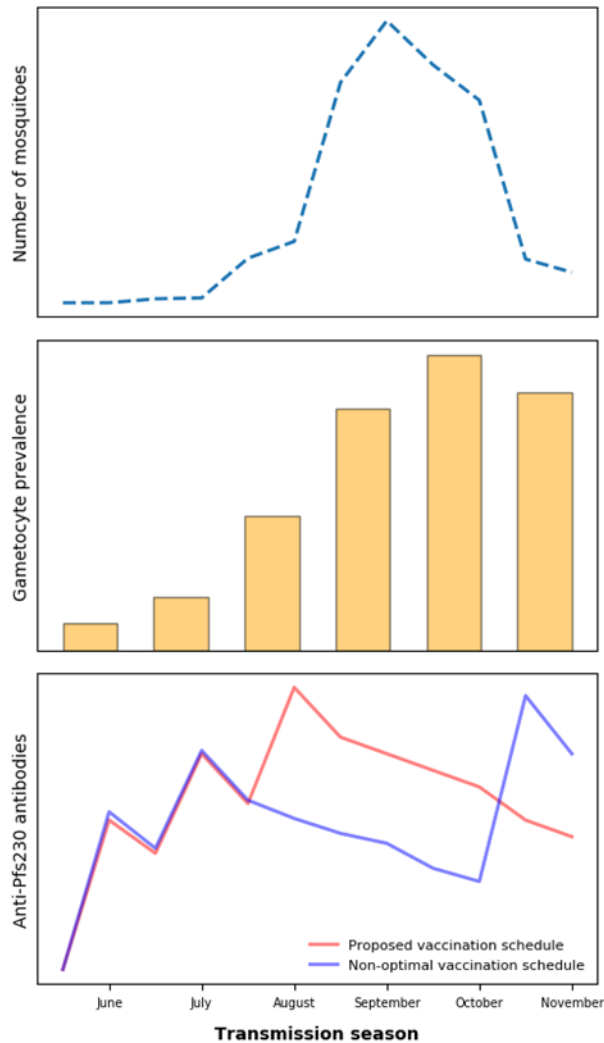 Number of mosquitoes
Gametocyte prevalence
Anti-Pfs230 antibodies
Proposed vaccination schedule
Non-optimal vaccination schedule
June July August September October November
Transmission season